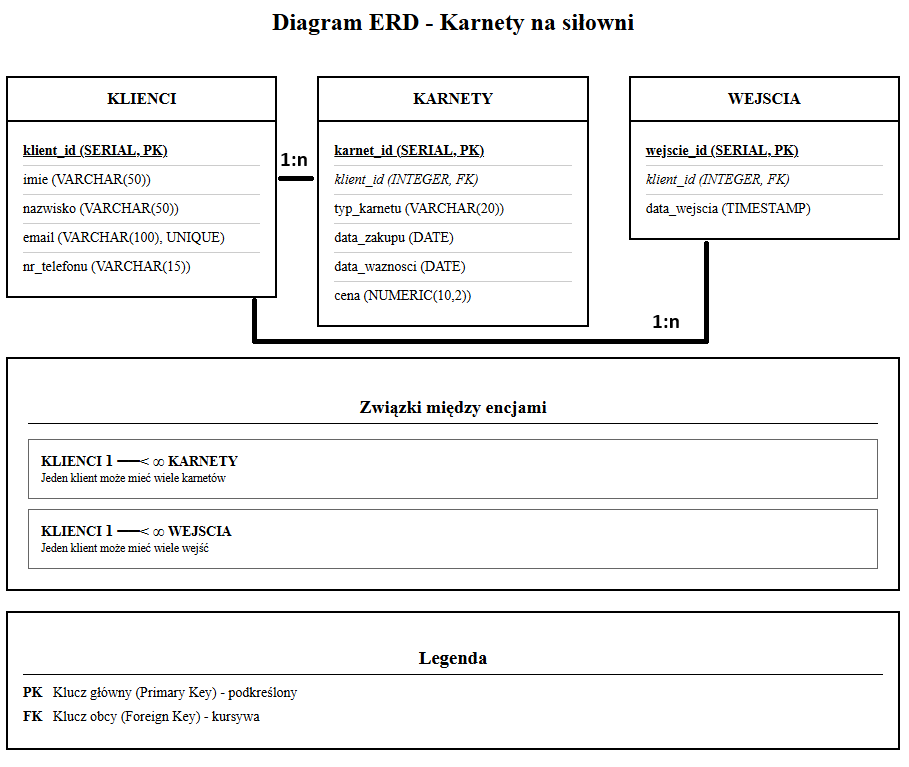 Diagram ERD - Karnety na siłowni
KLIENCI
klient_id (SERIAL, PK)
imie (VARCHAR(50))
nazwisko (VARCHAR(50))
email (VARCHAR(100), UNIQUE)
nr_telefonu (VARCHAR(15))
1:n
KARNETY
karnet_id (SERIAL, PK)
klient_id (INTEGER, FK)
typ_karnetu (VARCHAR(20))
data_zakupu (DATE)
data_waznosci (DATE)
cena (NUMERIC(10,2))
WEJSCIA
wejscie_id (SERIAL, PK)
klient_id (INTEGER, FK)
data_wejscia (TIMESTAMP)
1:n
Związki między encjami
KLIENCI 1 ──< ∞ KARNETY
Jeden klient może mieć wiele karnetów
KLIENCI 1 ──< ∞ WEJSCIA
Jeden klient może mieć wiele wejść
Legenda
PK Klucz główny (Primary Key) - podkreślony
FK Klucz obcy (Foreign Key) - kursywa